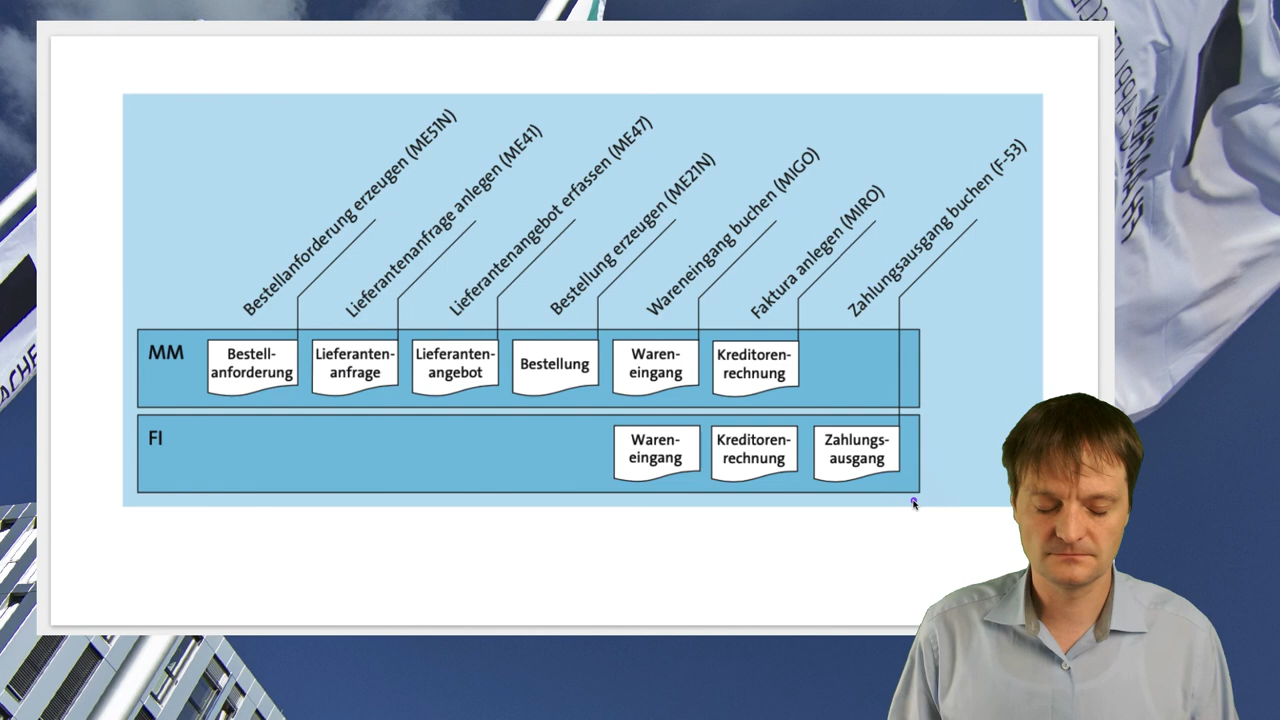 Bestellanforderung erzeugen (ME51N)
Lieferantenanfrage anlegen (ME41)
Lieferantenangebot erfassen (ME47)
Bestellung erzeugen (ME21N)
Wareneingang buchen (MIGO)
Faktura anlegen (MIRO)
Zahlungsausgang buchen (F-53)
MM
Bestell-
anforderung
Lieferanten-
anfrage
Lieferanten-
angebot
Bestellung
Waren-
eingang
Kreditoren-
rechnung
FI
Waren-
eingang
Kreditoren-
rechnung
Zahlungs-
ausgang